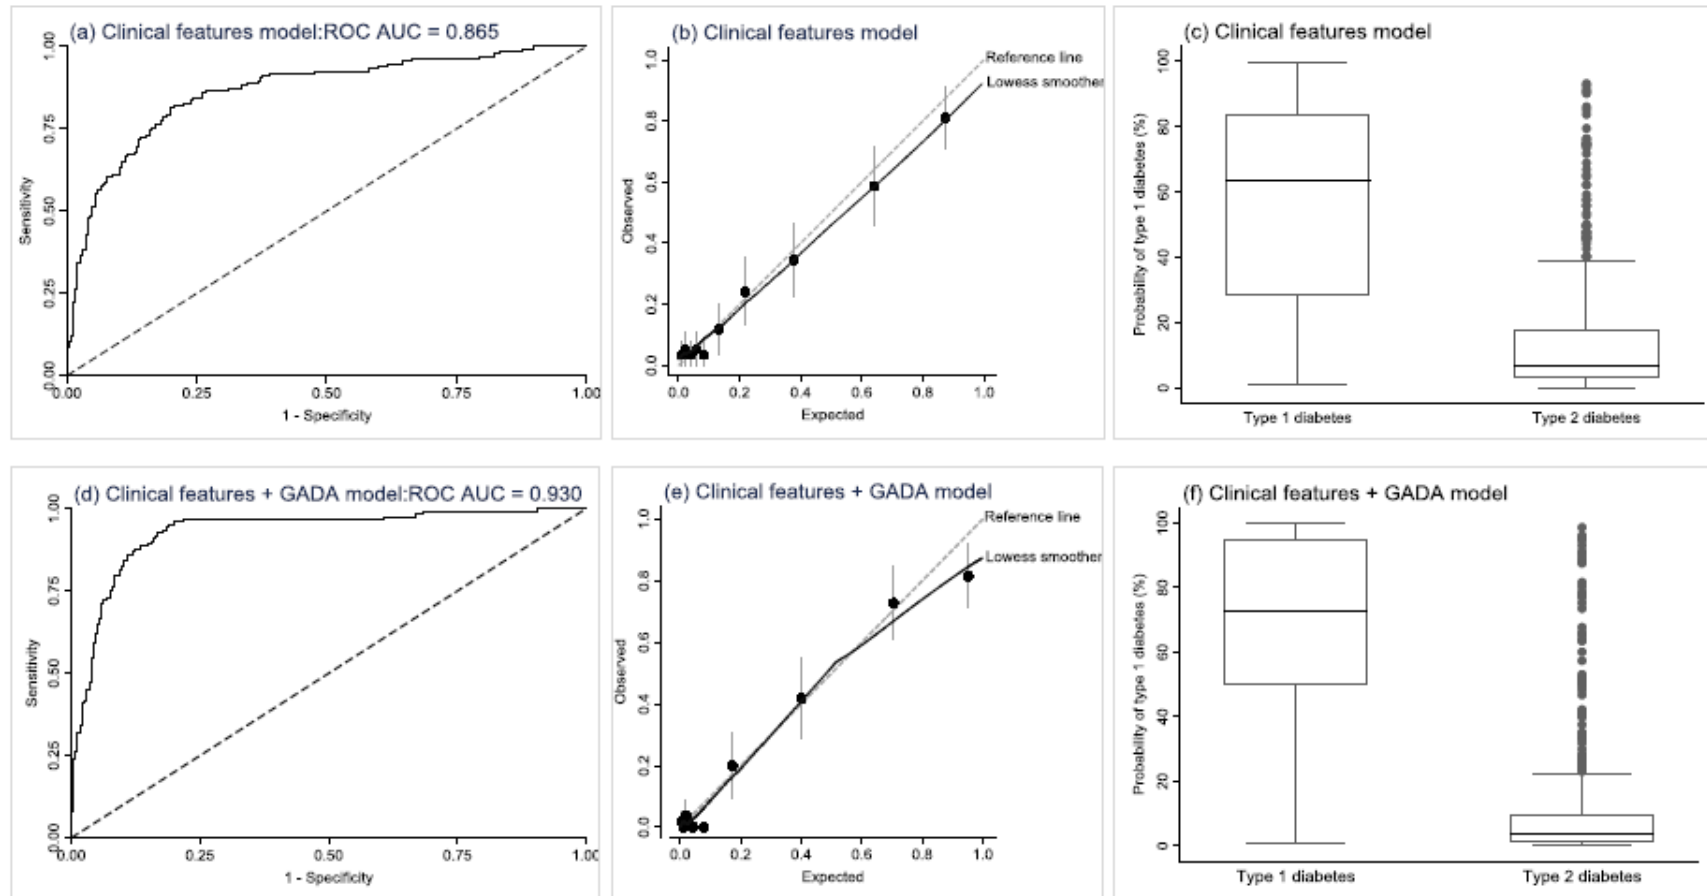 (a) Clinical features model:ROC AUC = 0.865
1.00
0.75
0.50
0.25
0.00
Sensitivity
0.00 0.25 0.50 0.75 1.00
1 - Specificity
(b) Clinical features model
Reference line
Lowess smoother
1.0
0.8
0.6
0.4
0.2
0.0
Observed
0.0 0.2 0.4 0.6 0.8 1.0
Expected
(c) Clinical features model
100
80
60
40
20
0
Probability of type 1 diabetes (%)
Type 1 diabetes Type 2 diabetes
(d) Clinical features + GADA model:ROC AUC = 0.930
1.00
0.75
0.50
0.25
0.00
Sensitivity
0.00 0.25 0.50 0.75 1.00
1 - Specificity
(e) Clinical features + GADA model
Reference line
Lowess smoother
1.0
0.8
0.6
0.4
0.2
0.0
Observed
0.0 0.2 0.4 0.6 0.8 1.0
Expected
(f) Clinical features + GADA model
100
80
60
40
20
0
Probability of type 1 diabetes (%)
Type 1 diabetes Type 2 diabetes